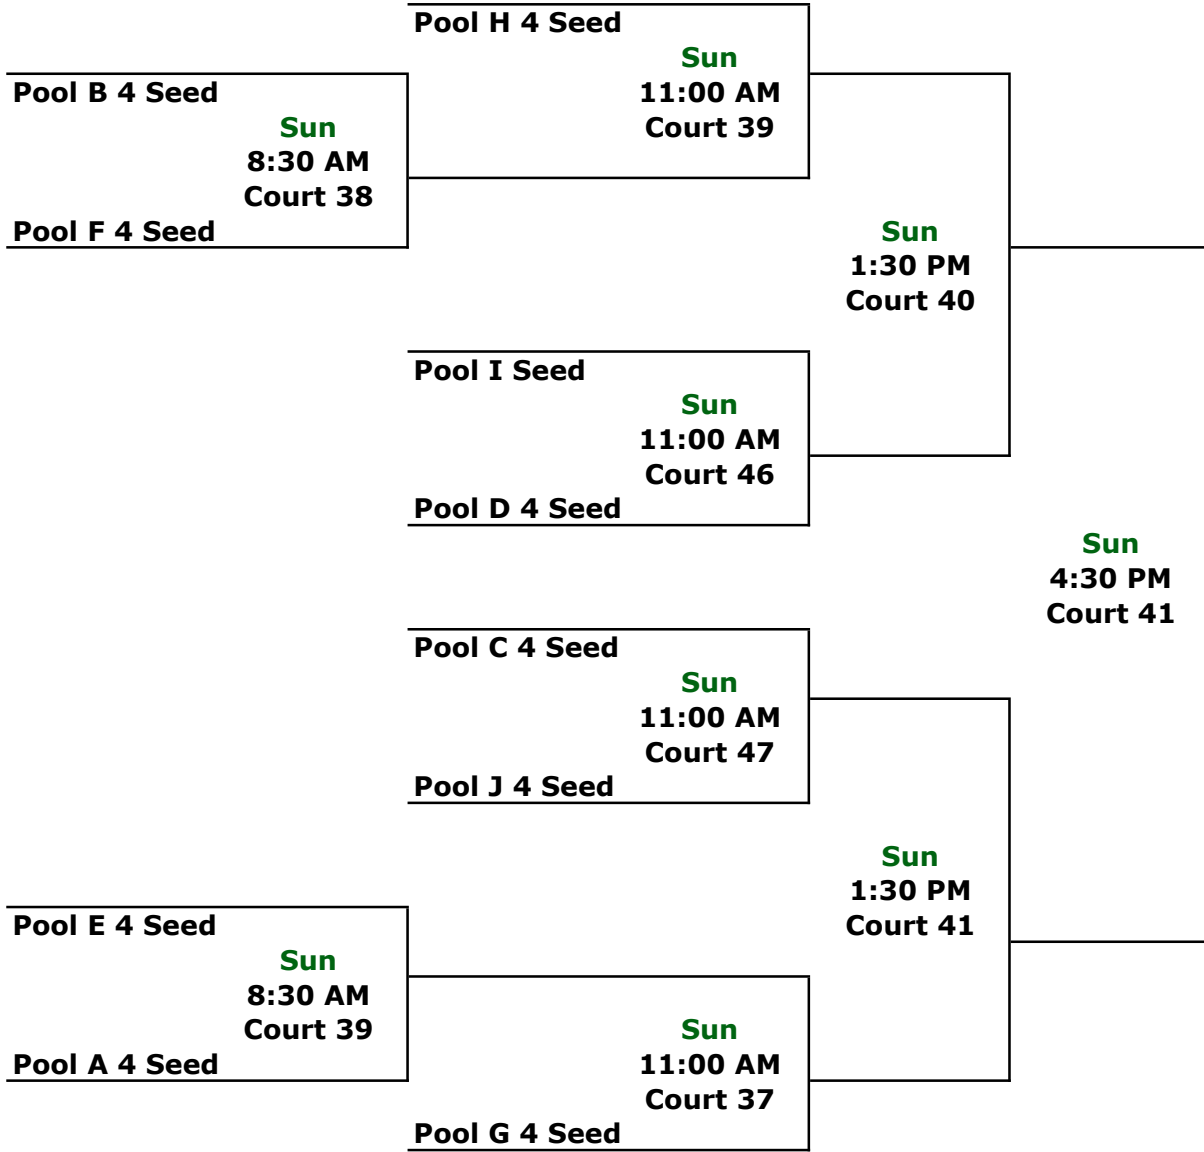 Pool H 4 Seed
Sun
11:00 AM
Court 39
Pool B 4 Seed
Sun
8:30 AM
Court 38
Pool F 4 Seed
Sun
1:30 PM
Court 40
Pool I Seed
Sun
11:00 AM
Court 46
Pool D 4 Seed
Sun
4:30 PM
Court 41
Pool C 4 Seed
Sun
11:00 AM
Court 47
Pool J 4 Seed
Sun
1:30 PM
Court 41
Pool E 4 Seed
Sun
8:30 AM
Court 39
Pool A 4 Seed
Sun
11:00 AM
Court 37
Pool G 4 Seed